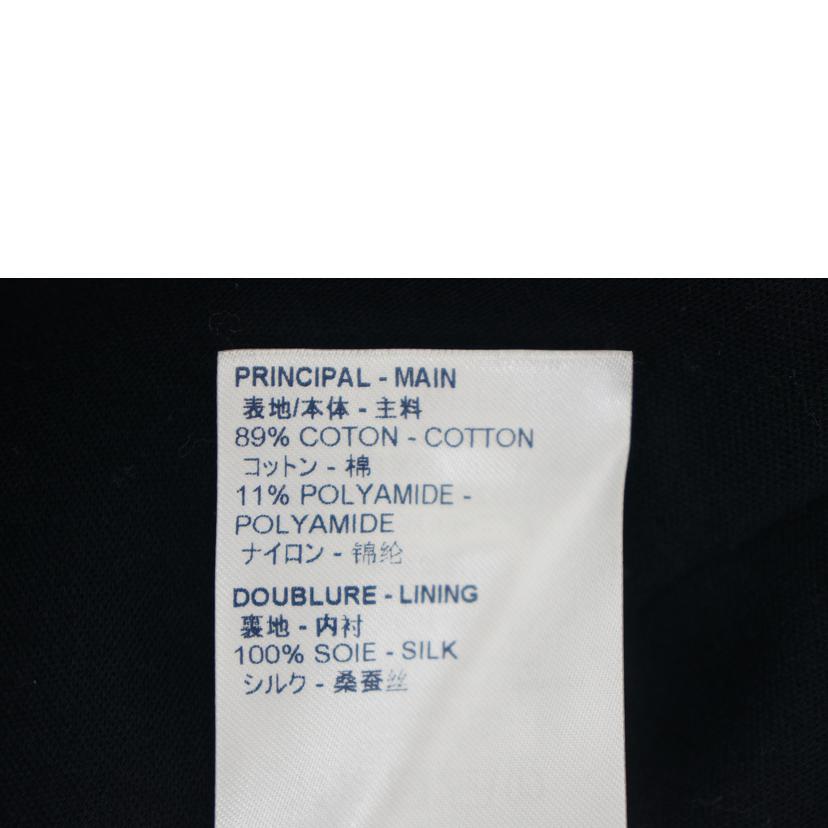 PRINCIPAL - MAIN
表地/本体 - 主料
89% COTON - COTTON
コットン - 棉
11% POLYAMIDE -
POLYAMIDE
ナイロン - 锦纶
DOUBLURE - LINING
裏地 - 内衬
100% SOIE - SILK
シルク - 桑蚕丝